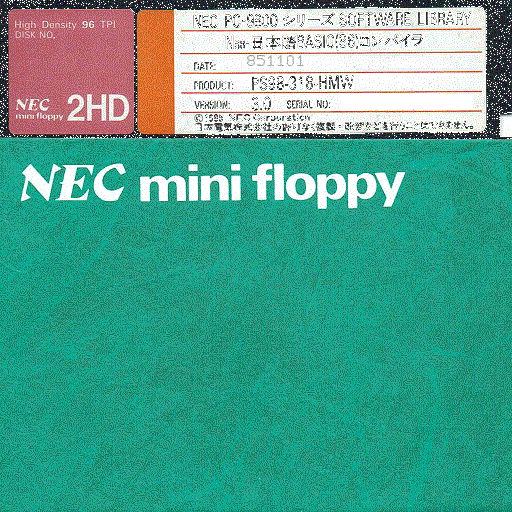 High Density 96 TPI
DISK NO.
NEC
mini floppy 2HD
NEC PC-9800 シリーズ SOFTWARE LIBRARY
日本語BASIC(86)コンパイラ
DATE: 851101
PRODUCT: PS98-318-HMW
VERSION: 3.0 SERIAL NO:
©1985 NEC Corporation
日本電気株式会社の許可なく複製・改変などを行うことはできません。
NEC mini floppy